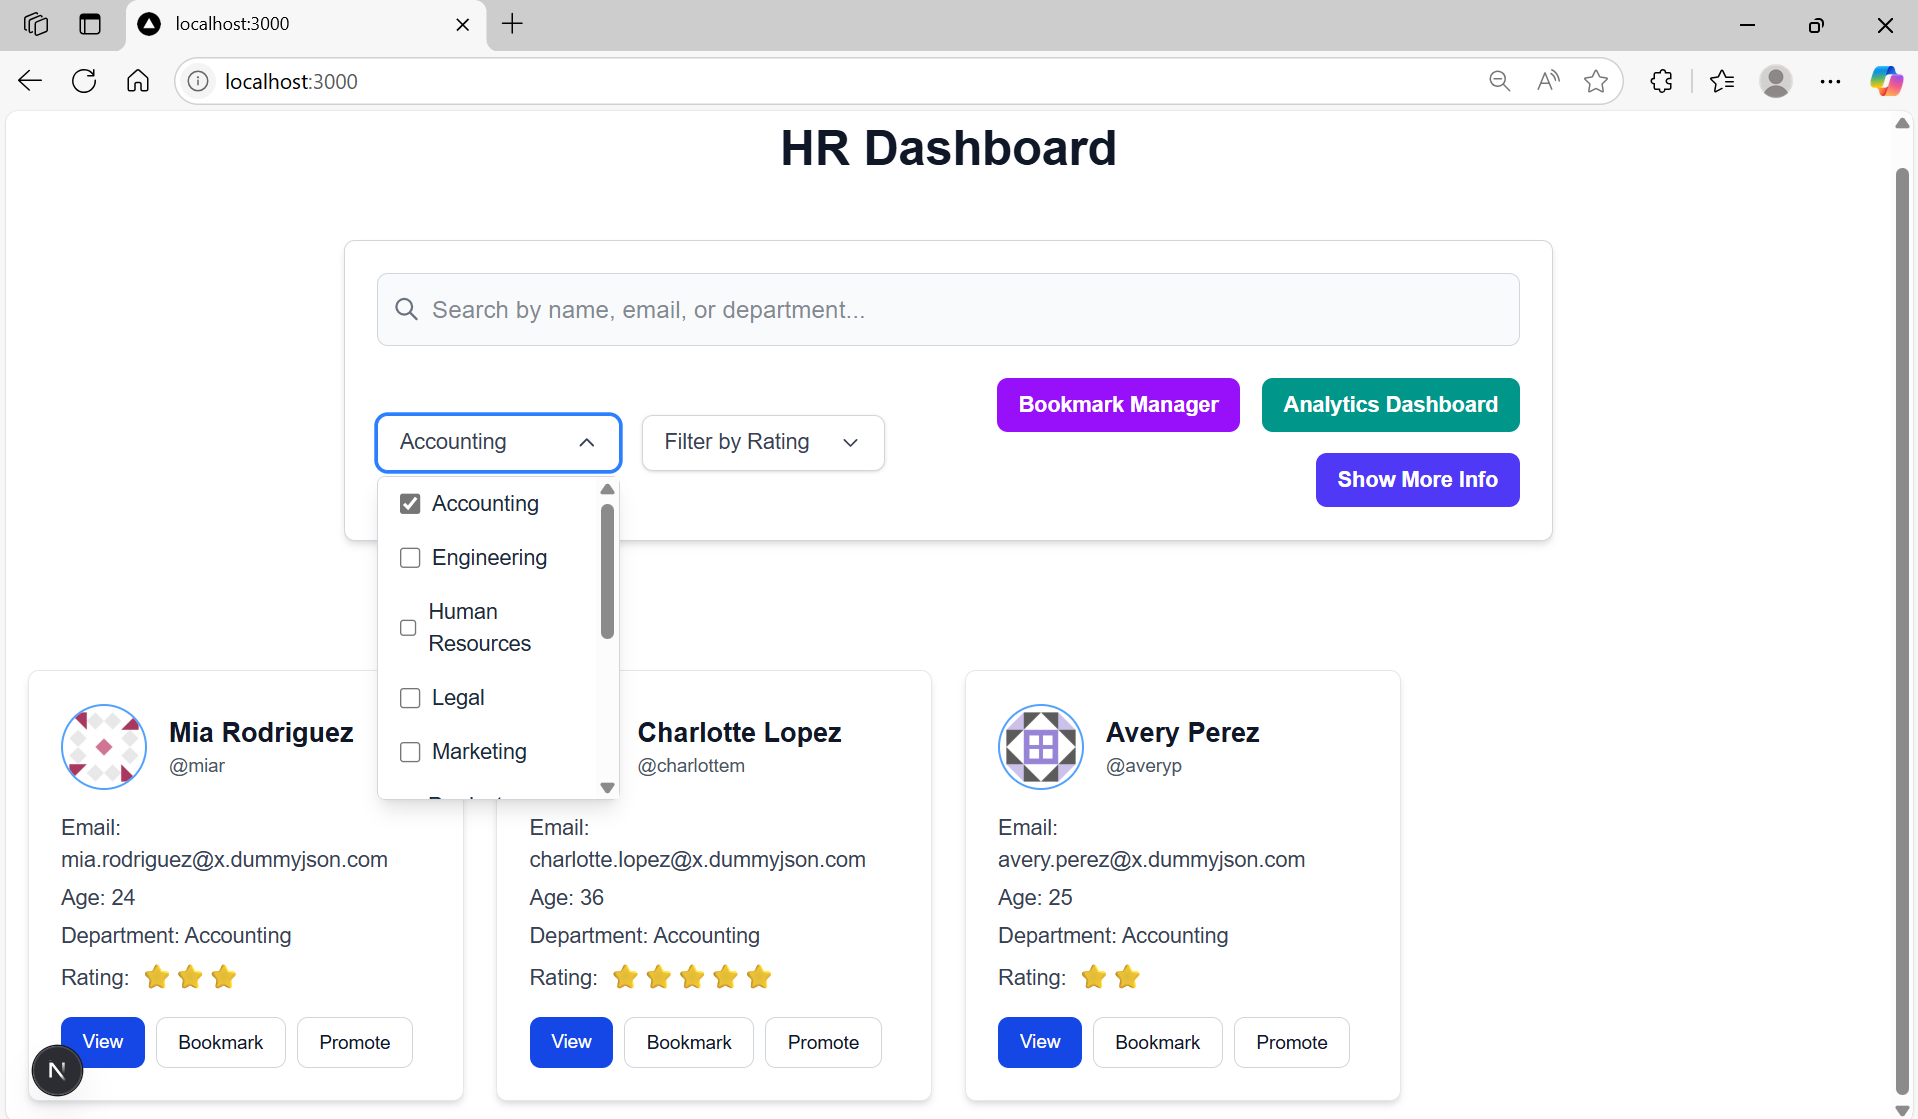 localhost:3000
localhost:3000
HR Dashboard
Search by name, email, or department...
Bookmark Manager
Analytics Dashboard
Accounting
Filter by Rating
Show More Info
Accounting
Engineering
Human
Resources
Legal
Marketing
Mia Rodriguez
@miar
Email:
mia.rodriguez@x.dummyjson.com
Age: 24
Department: Accounting
Rating:
View
Bookmark
Promote
N
Charlotte Lopez
@charlottem
Email:
charlotte.lopez@x.dummyjson.com
Age: 36
Department: Accounting
Rating:
View
Bookmark
Promote
Avery Perez
@averyp
Email:
avery.perez@x.dummyjson.com
Age: 25
Department: Accounting
Rating:
View
Bookmark
Promote